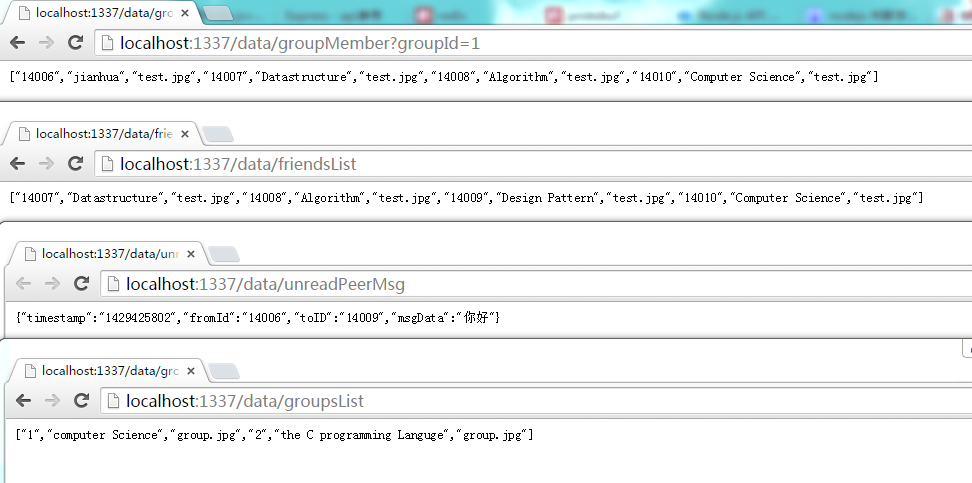 localhost:1337/data/gro
localhost:1337/data/groupMember?groupId=1
["14006","jianhua","test.jpg","14007","Datastructure","test.jpg","14008","Algorithm","test.jpg","14010","Computer Science","test.jpg"]
localhost:1337/data/frie
localhost:1337/data/friendsList
["14007","Datastructure","test.jpg","14008","Algorithm","test.jpg","14009","Design Pattern","test.jpg","14010","Computer Science","test.jpg"]
localhost:1337/data/unr
localhost:1337/data/unreadPeerMsg
{"timestamp":"1429425802","fromId":"14006","toID":"14009","msgData":"你好"}
localhost:1337/data/gro
localhost:1337/data/groupsList
["1","computer Science","group.jpg","2","the C programming Languge","group.jpg"]